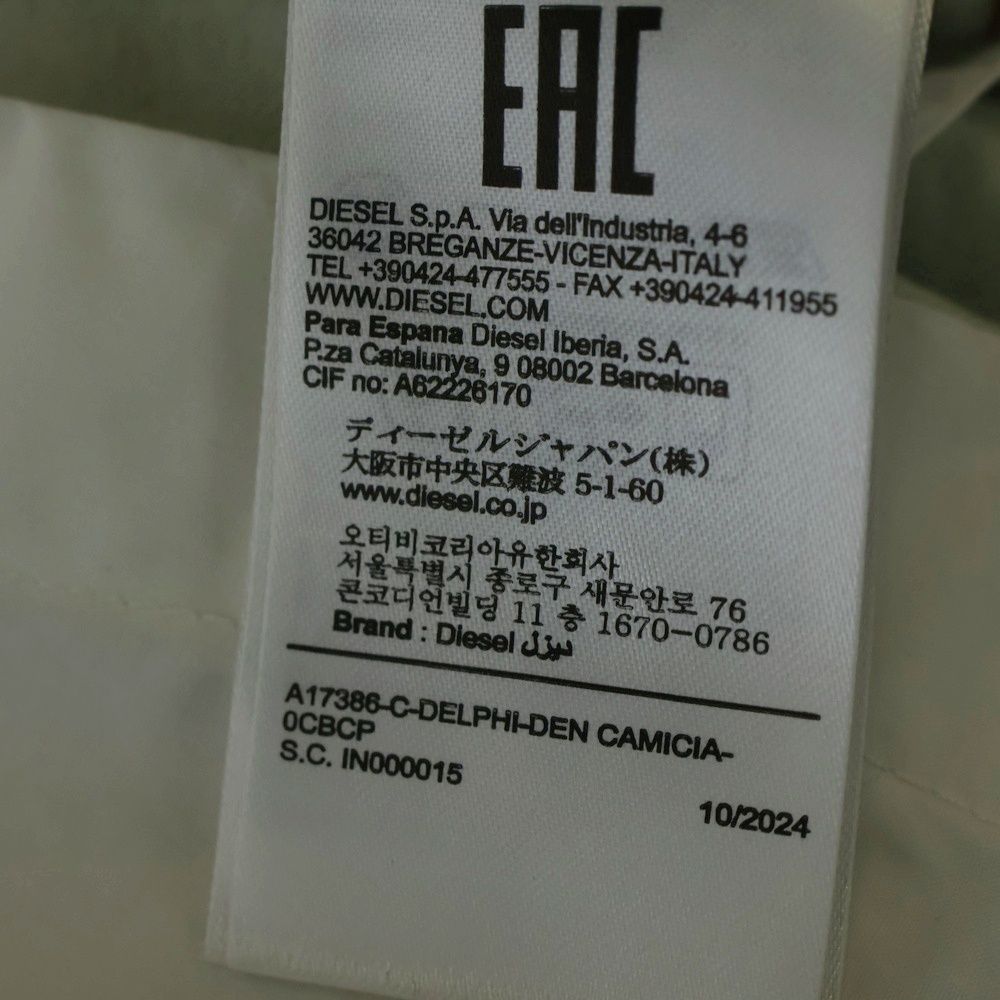 EAC
DIESEL S.p.A. Via dell'Industria, 4-6
36042 BREGANZE-VICENZA-ITALY
TEL +390424-477555 - FAX +390424-411955
WWW.DIESEL.COM
Para Espana Diesel Iberia, S.A.
P.za Catalunya, 9 08002 Barcelona
CIF no: A62226170
ディーゼルジャパン(株)
大阪市中央区難波 5-1-60
www.diesel.co.jp
오티비코리아유한회사
서울특별시 종로구 새문안로 76
콘코디언빌딩 11 층 1670-0786
Brand : Diesel ديزل
A17386-C-DELPHI-DEN CAMICIA-
0CBCP
S.C. IN000015
10/2024